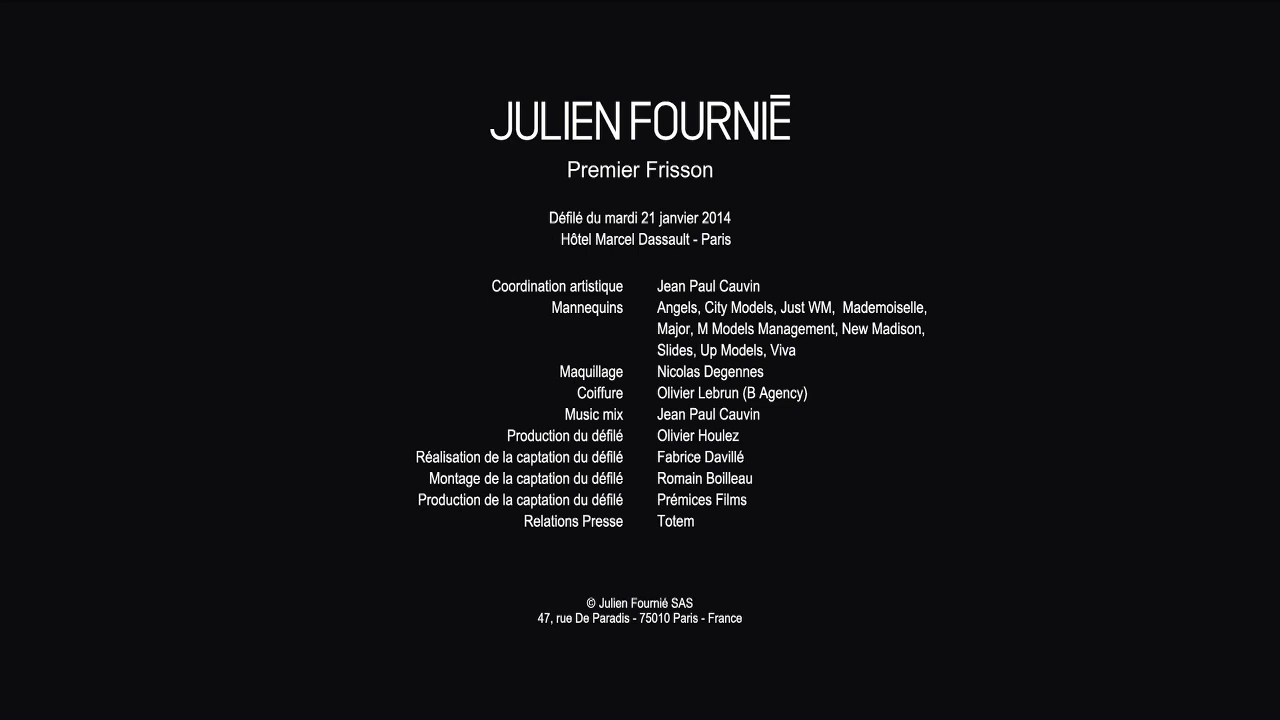 JULIEN FOURNIÉ
Premier Frisson
Défilé du mardi 21 janvier 2014
Hôtel Marcel Dassault - Paris
Coordination artistique Jean Paul Cauvin
Mannequins Angels, City Models, Just WM, Mademoiselle,
Major, M Models Management, New Madison,
Slides, Up Models, Viva
Maquillage Nicolas Degennes
Coiffure Olivier Lebrun (B Agency)
Music mix Jean Paul Cauvin
Production du défilé Olivier Houlez
Réalisation de la captation du défilé Fabrice Davillé
Montage de la captation du défilé Romain Boilleau
Production de la captation du défilé Prémices Films
Relations Presse Totem
© Julien Fournié SAS
47, rue De Paradis - 75010 Paris - France